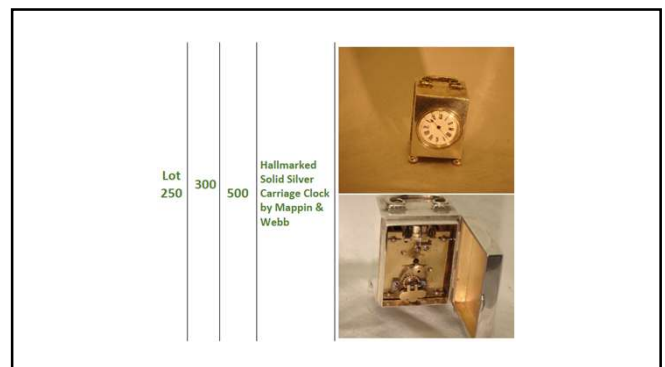 Lot
250
300
500
Hallmarked
Solid Silver
Carriage Clock
by Mappin &
Webb